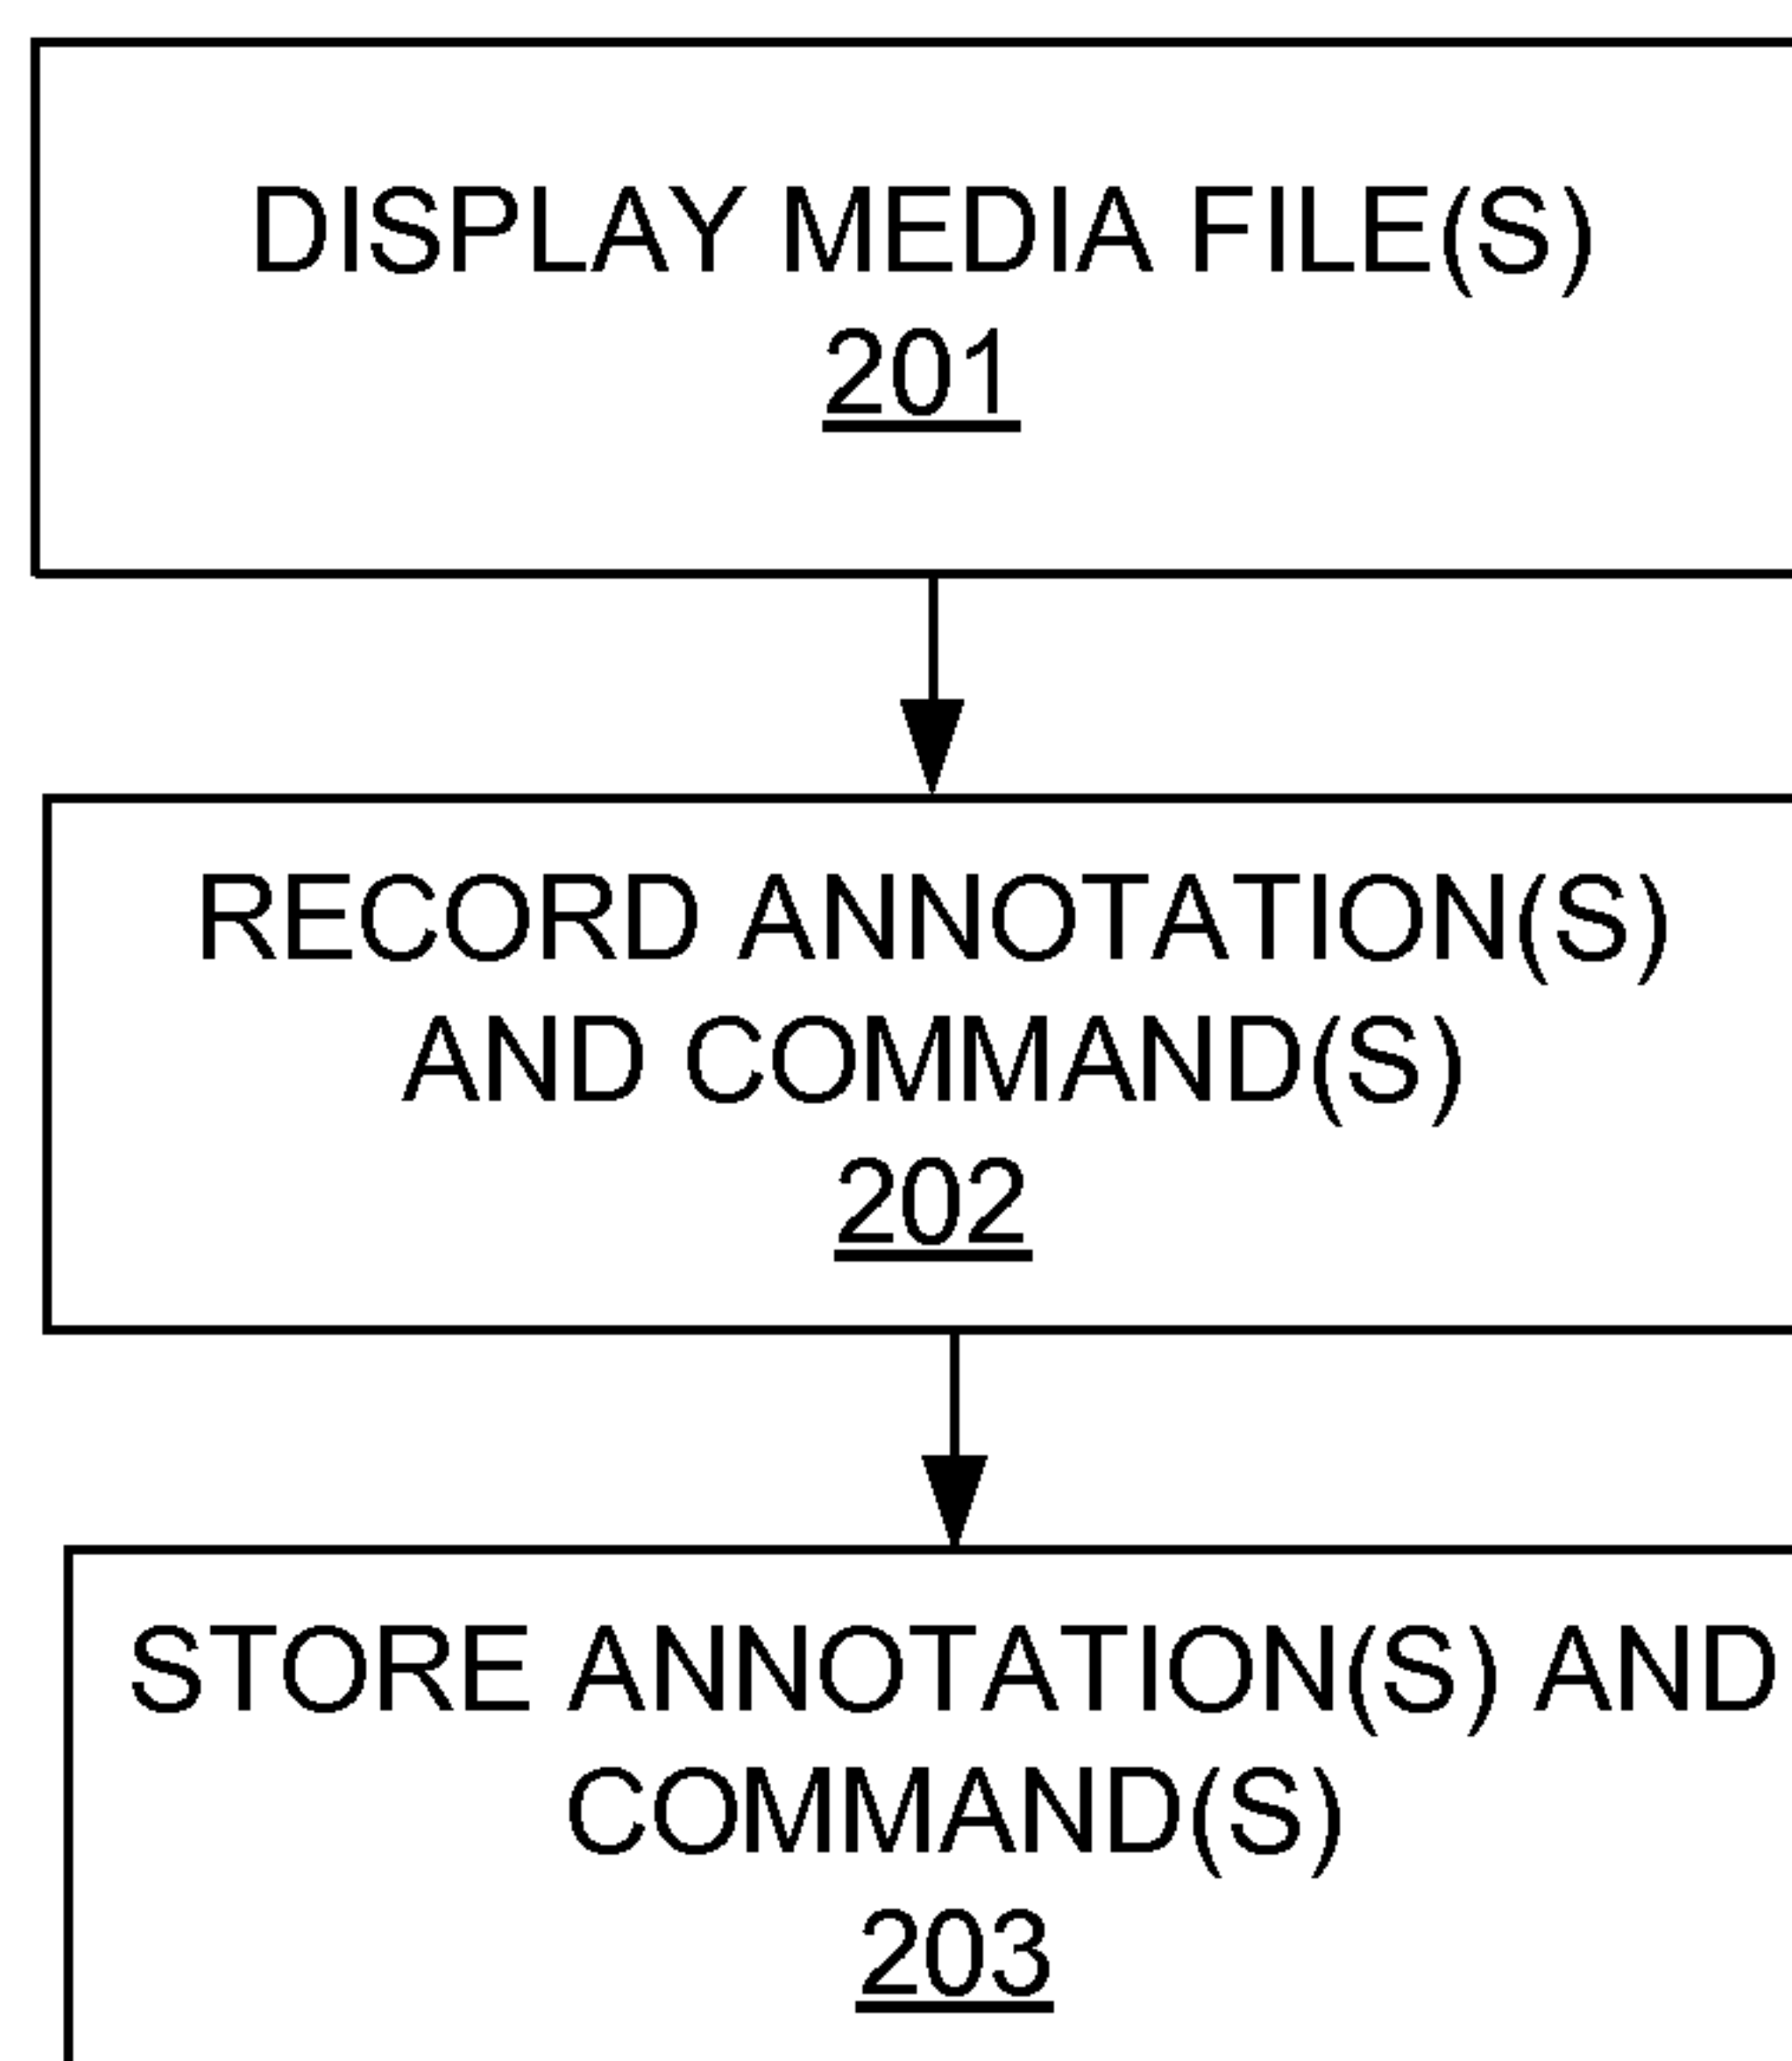 DISPLAY MEDIA FILE(S)
201
RECORD ANNOTATION(S)
AND COMMAND(S)
202
STORE ANNOTATION(S) AND
COMMAND(S)
203